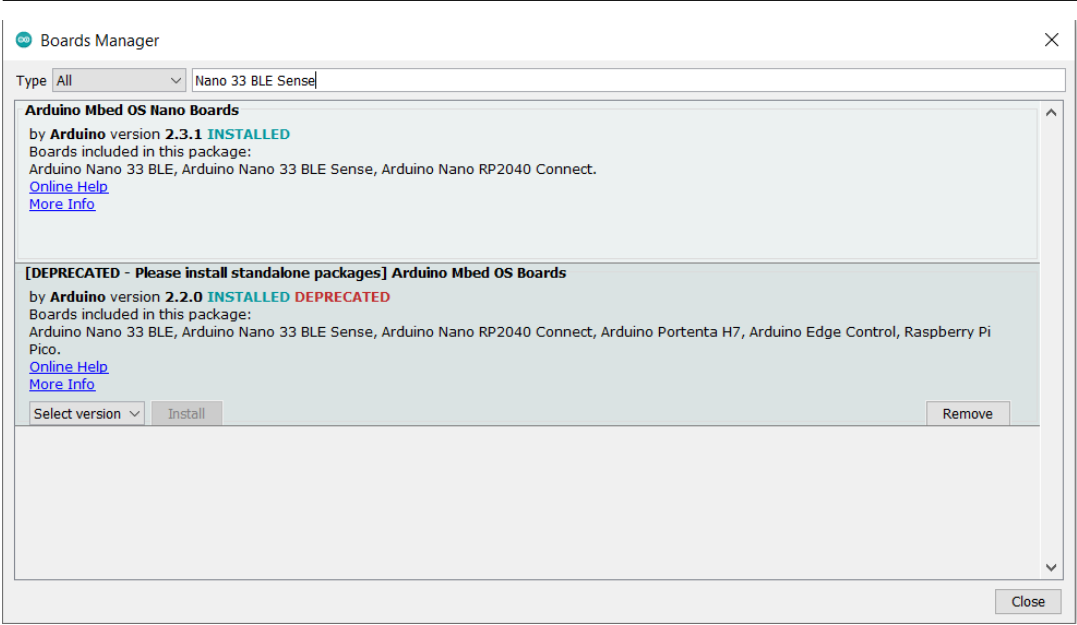 Boards Manager
Type All Nano 33 BLE Sense
Arduino Mbed OS Nano Boards
by Arduino version 2.3.1 INSTALLED
Boards included in this package:
Arduino Nano 33 BLE, Arduino Nano 33 BLE Sense, Arduino Nano RP2040 Connect.
Online Help
More Info
[DEPRECATED - Please install standalone packages] Arduino Mbed OS Boards
by Arduino version 2.2.0 INSTALLED DEPRECATED
Boards included in this package:
Arduino Nano 33 BLE, Arduino Nano 33 BLE Sense, Arduino Nano RP2040 Connect, Arduino Portenta H7, Arduino Edge Control, Raspberry Pi
Pico.
Online Help
More Info
Select version Install Remove
Close